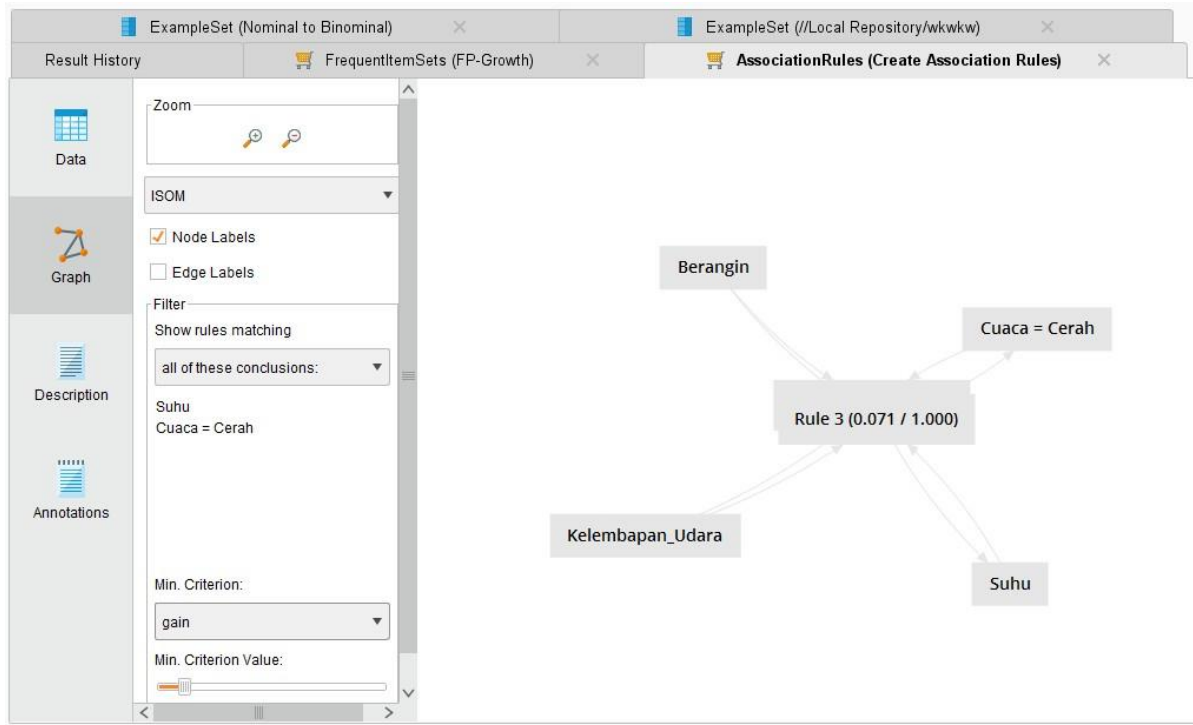 ExampleSet (Nominal to Binominal)
ExampleSet (///Local Repository/wkwkw)
Result History
FrequentItemSets (FP-Growth)
AssociationRules (Create Association Rules)
Data
Graph
Description
Annotations
Zoom
ISOM
Node Labels
Edge Labels
Filter
Show rules matching
all of these conclusions:
Suhu
Cuaca = Cerah
Min. Criterion:
gain
Min. Criterion Value:
Berangin
Cuaca = Cerah
Rule 3 (0.071 / 1.000)
Kelembapan_Udara
Suhu